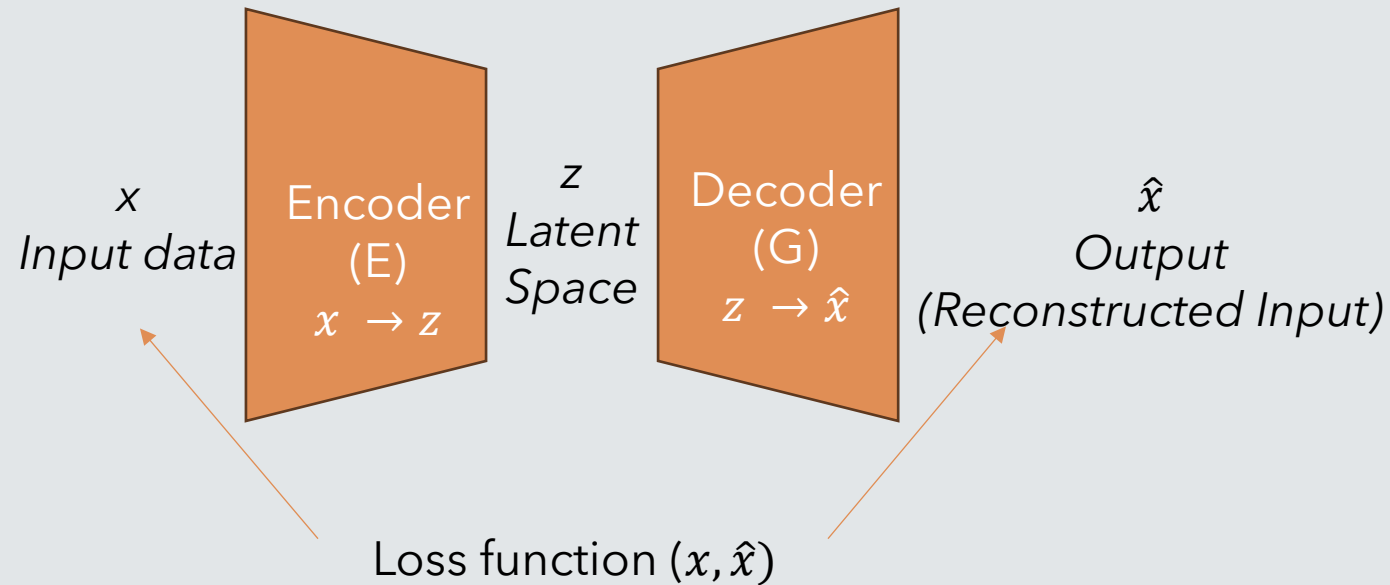 x
Input data
Encoder
(E)
x → z
z
Latent
Space
Decoder
(G)
z → x̂
x̂
Output
(Reconstructed Input)
Loss function (x, x̂)